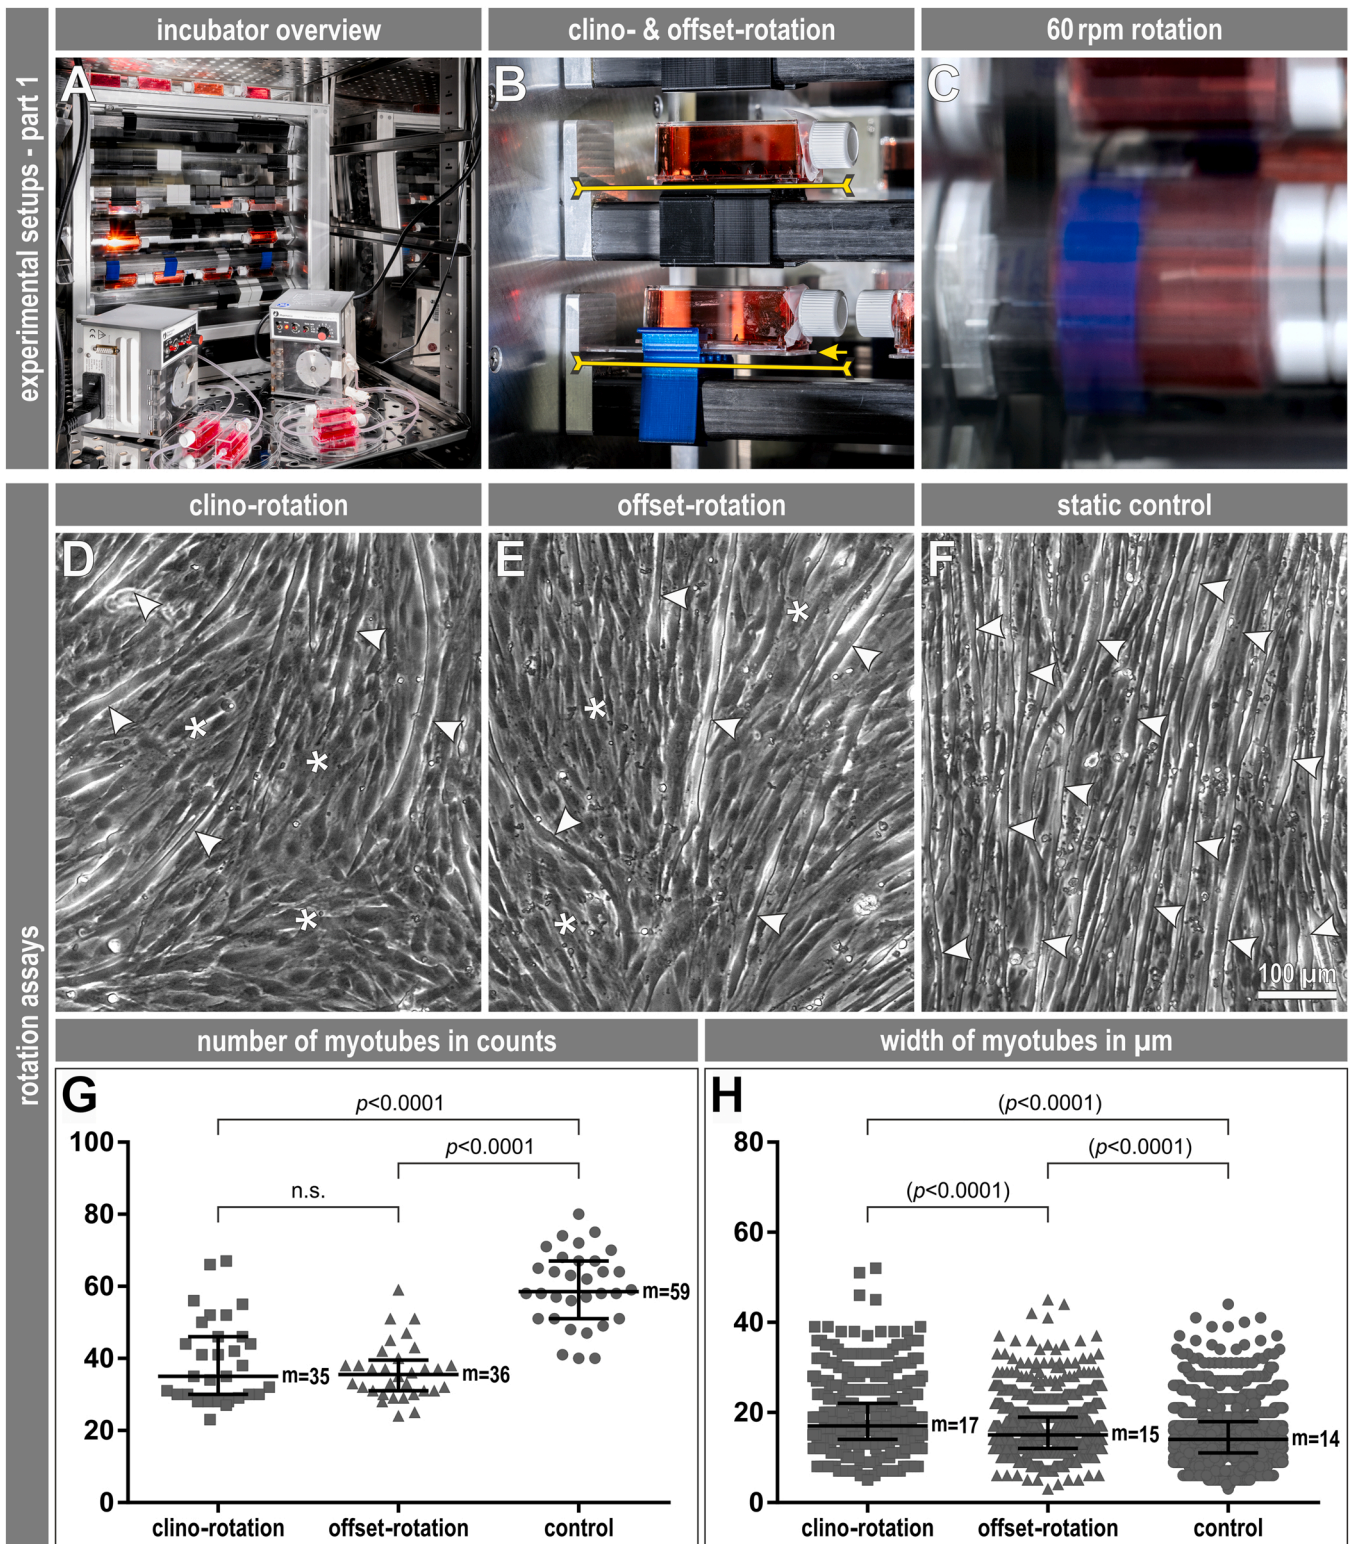 experimental setups - part 1
incubator overview
clino- & offset-rotation
60 rpm rotation
A
B
C
rotation assays
clino-rotation
offset-rotation
static control
D
E
F
*
*
*
*
*
*
100 µm
number of myotubes in counts
width of myotubes in µm
G
p<0.0001
p<0.0001
n.s.
100
80
60
40
20
0
m=35
m=36
m=59
clino-rotation
offset-rotation
control
H
(p<0.0001)
(p<0.0001)
(p<0.0001)
80
60
40
20
0
m=17
m=15
m=14
clino-rotation
offset-rotation
control